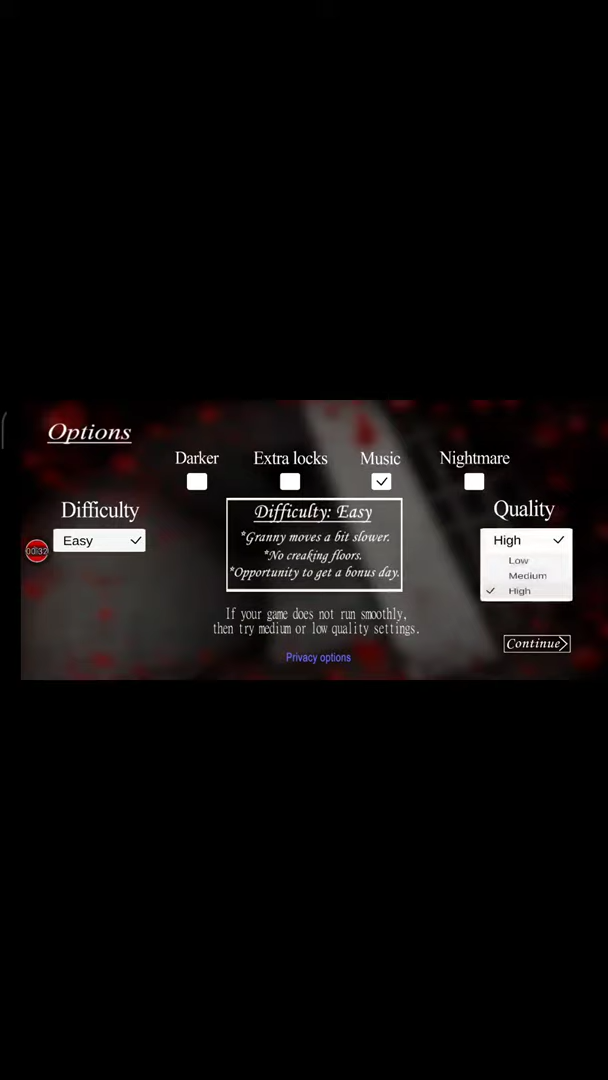 Options
Darker Extra locks Music Nightmare
Difficulty
Easy
Difficulty: Easy
*Granny moves a bit slower.
*No creaking floors.
*Opportunity to get a bonus day.
Quality
High
Low
Medium
High
If your game does not run smoothly,
then try medium or low quality settings.
Privacy options
Continue